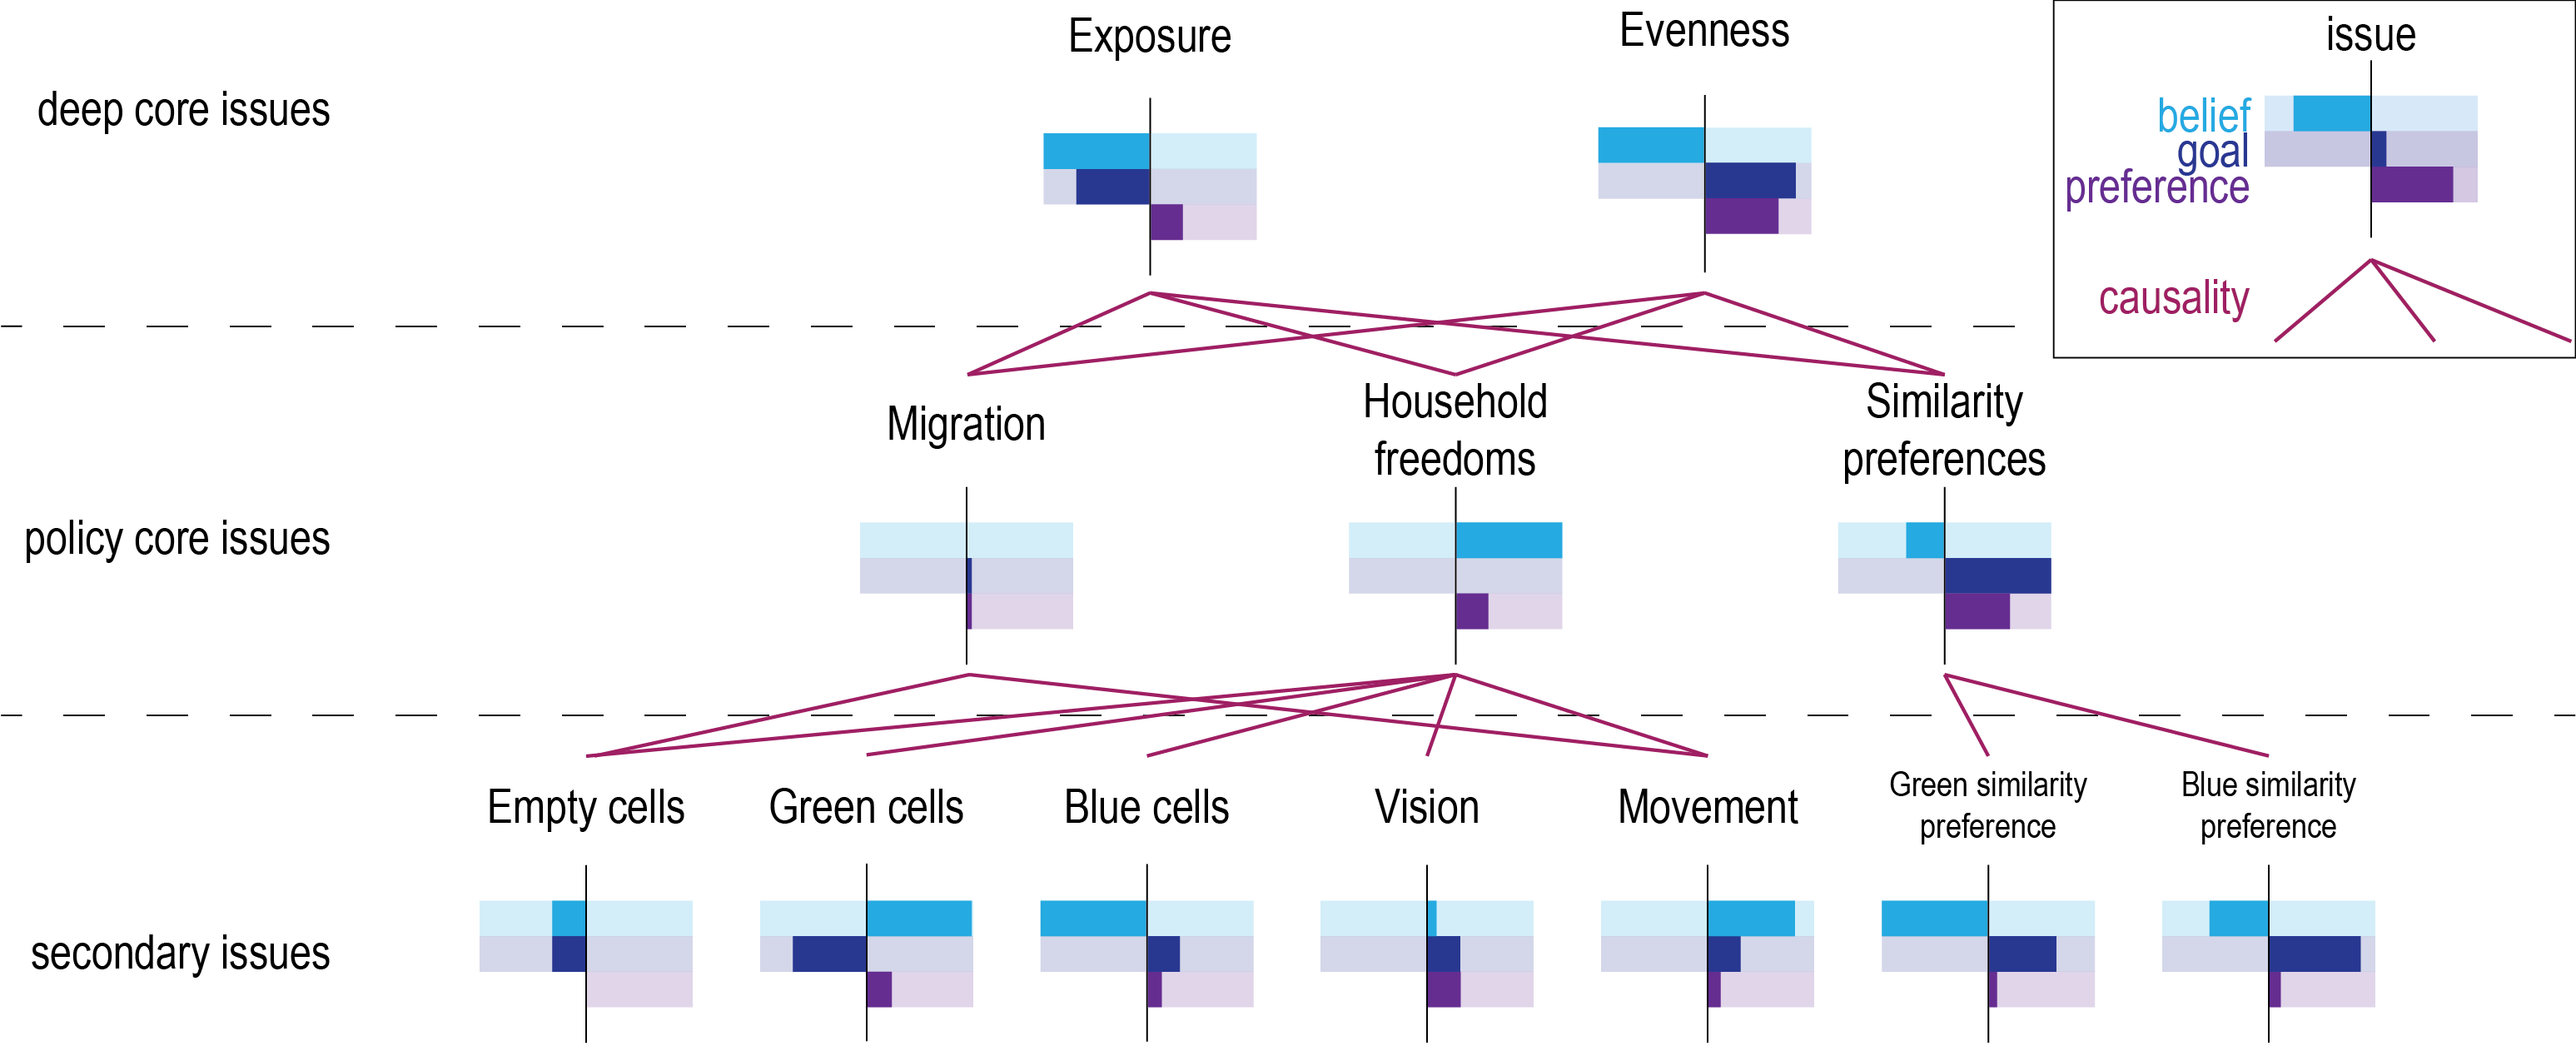 Exposure
Evenness
issue
deep core issues
belief
goal
preference
causality
Migration
Household
freedoms
Similarity
preferences
policy core issues
Empty cells
Green cells
Blue cells
Vision
Movement
Green similarity
preference
Blue similarity
preference
secondary issues